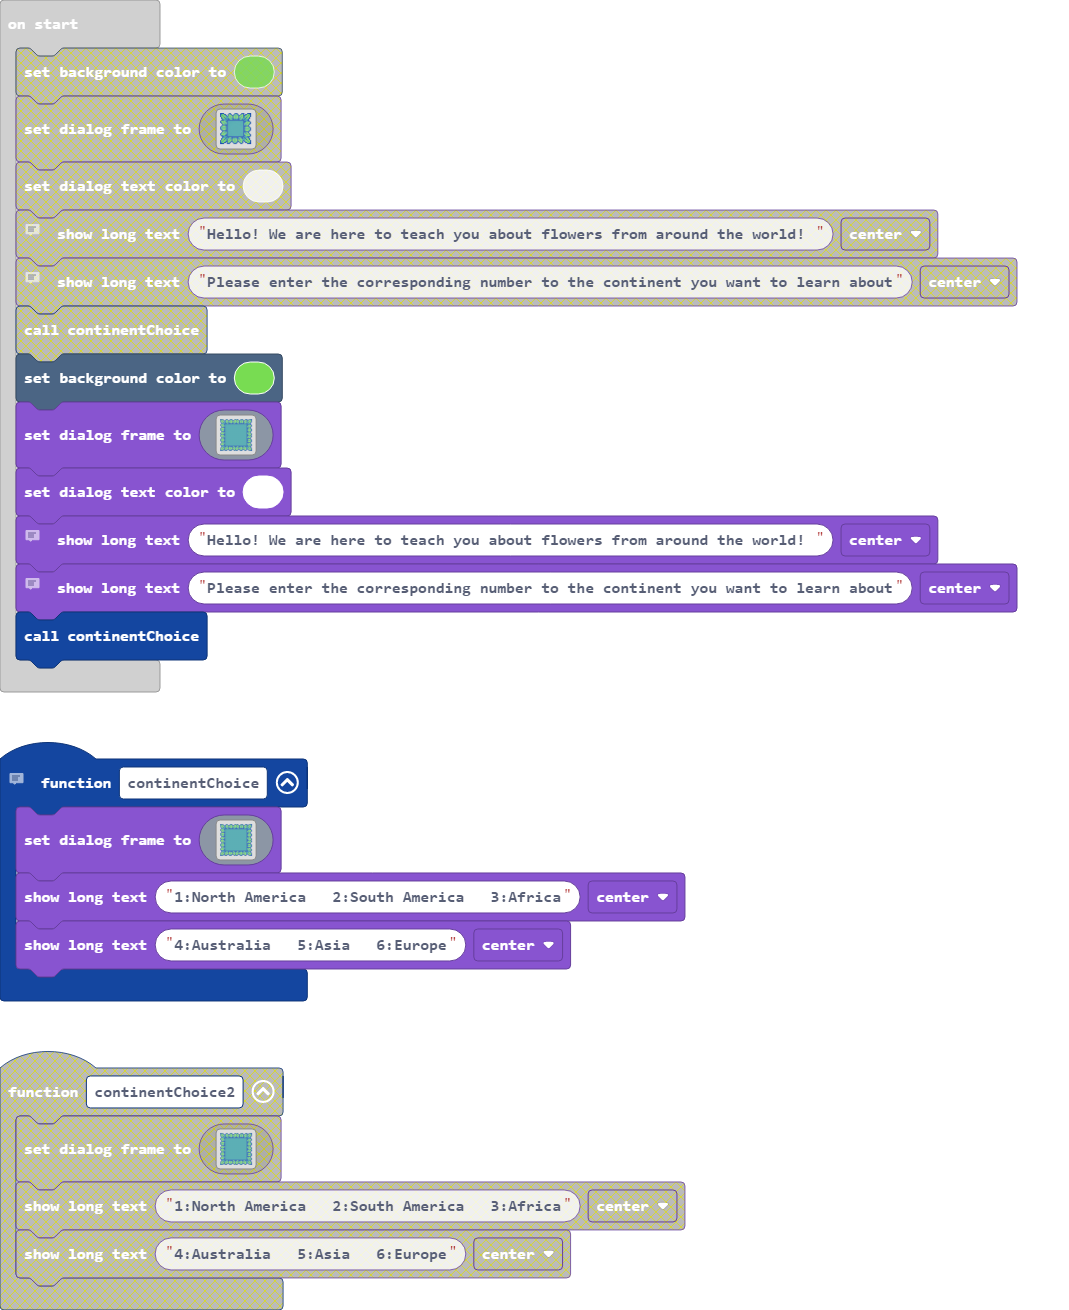 on start
set background color to
set dialog frame to
set dialog text color to
show long text "Hello! We are here to teach you about flowers from around the world! " center
show long text "Please enter the corresponding number to the continent you want to learn about" center
call continentChoice
set background color to
set dialog frame to
set dialog text color to
show long text "Hello! We are here to teach you about flowers from around the world! " center
show long text "Please enter the corresponding number to the continent you want to learn about" center
call continentChoice
function continentChoice
set dialog frame to
show long text "1:North America   2:South America   3:Africa" center
show long text "4:Australia   5:Asia   6:Europe" center
function continentChoice2
set dialog frame to
show long text "1:North America   2:South America   3:Africa" center
show long text "4:Australia   5:Asia   6:Europe" center